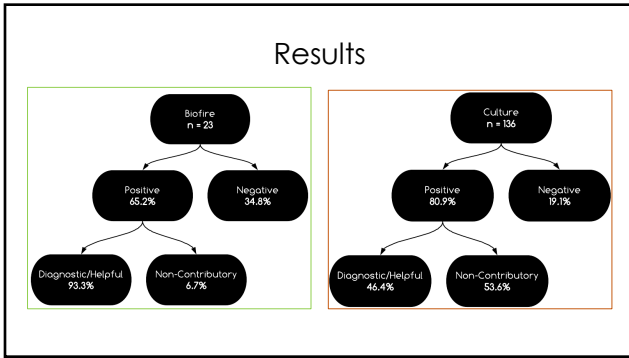 Results
Biofire
n = 23
Positive
65.2%
Negative
34.8%
Diagnostic/Helpful
93.3%
Non-Contributory
6.7%
Culture
n = 136
Positive
80.9%
Negative
19.1%
Diagnostic/Helpful
46.4%
Non-Contributory
53.6%